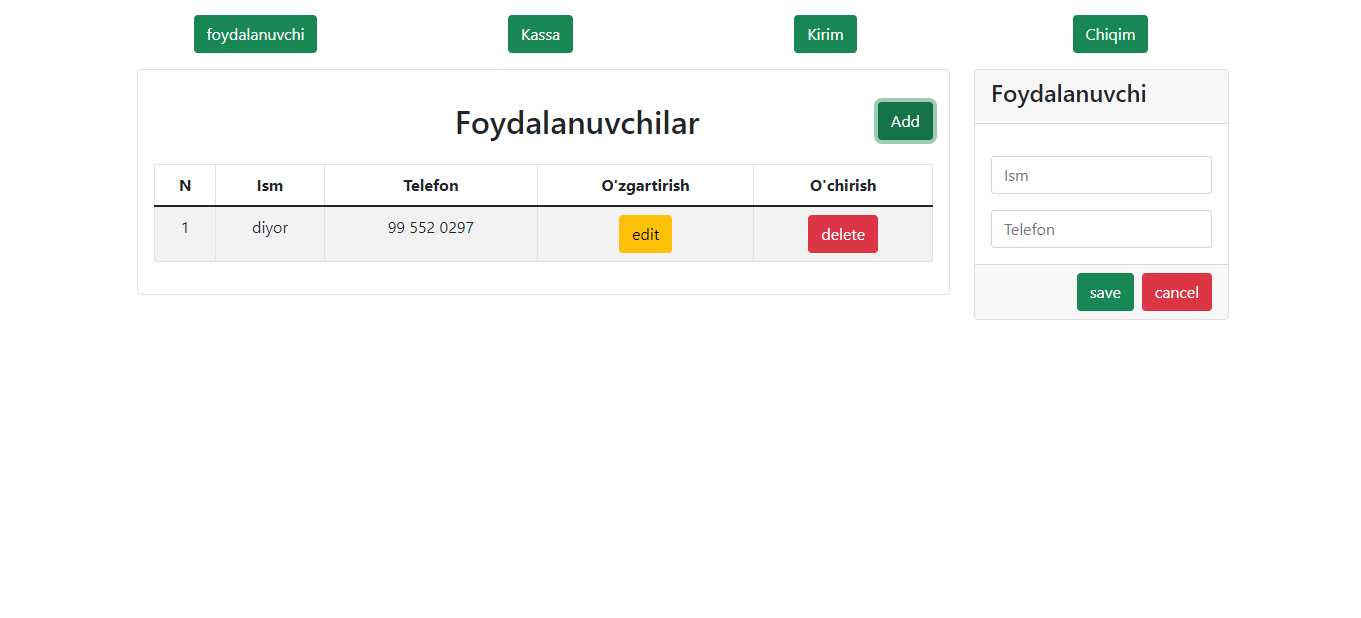 foydalanuvchi Kassa Kirim Chiqim
Foydalanuvchilar Add
N Ism Telefon O'zgartirish O'chirish
1 diyor 99 552 0297 edit delete
Foydalanuvchi
Ism
Telefon
save cancel